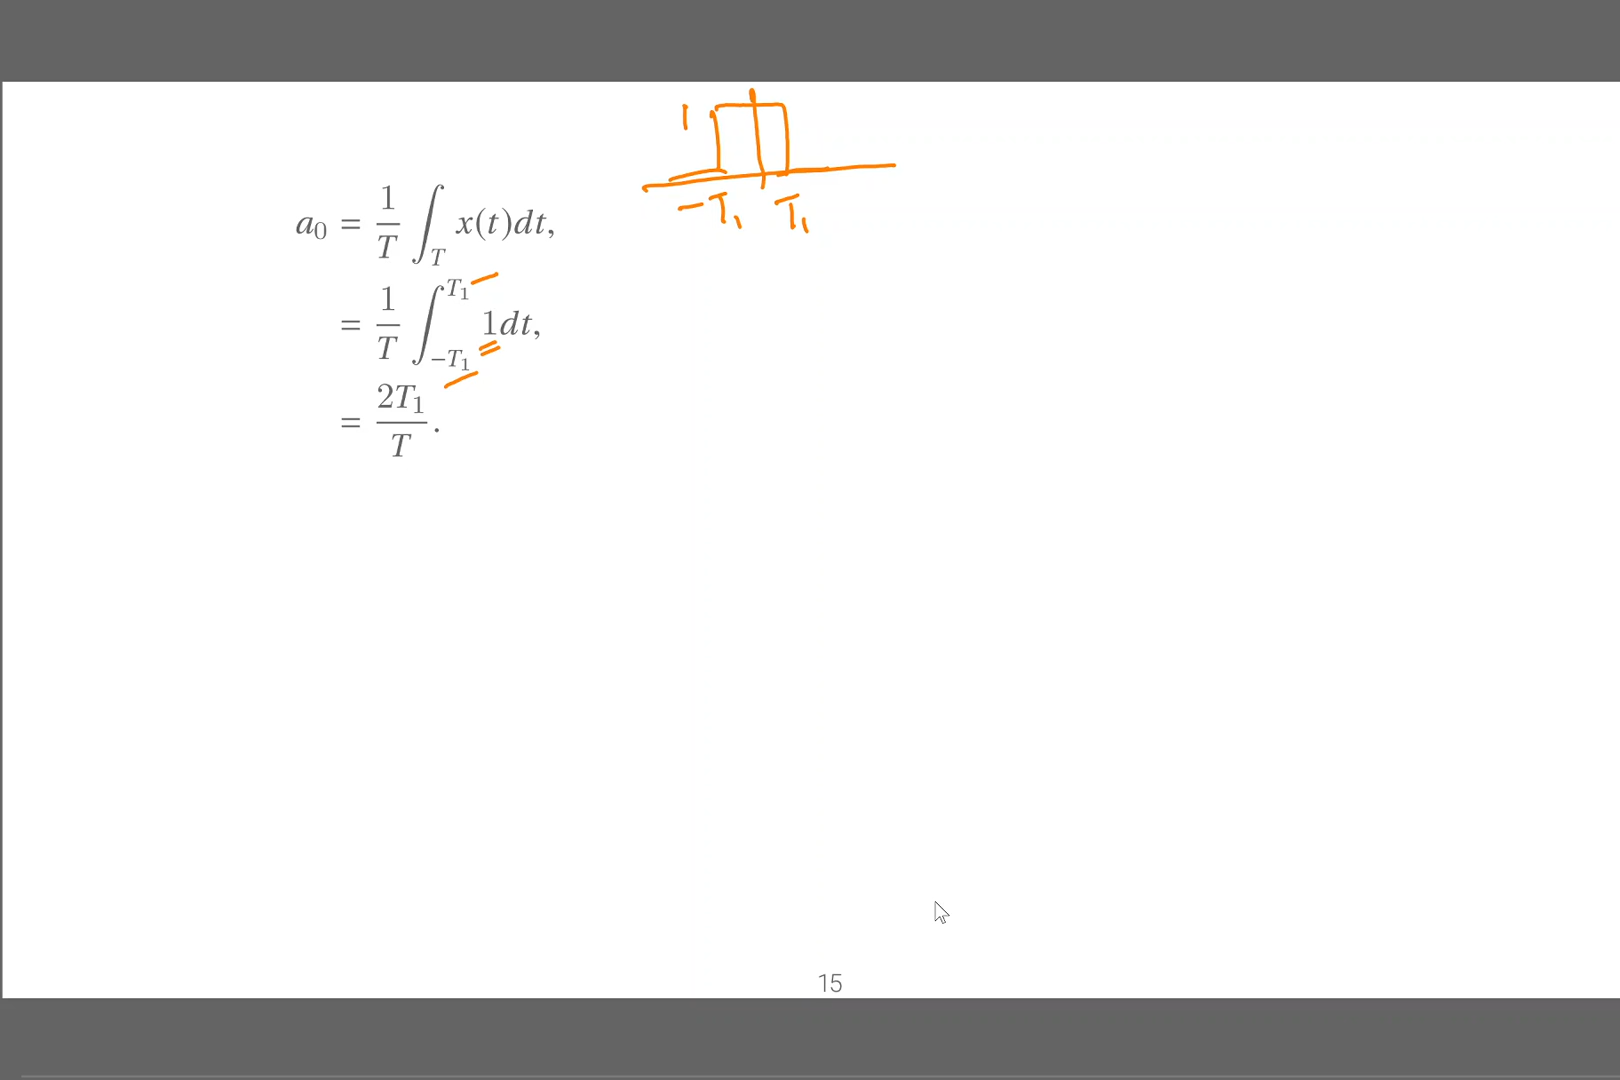 1
-T₁ T₁
a₀ = 1/T ∫_T x(t)dt,
= 1/T ∫_{-T₁}^{T₁} 1dt,
= 2T₁/T.
15